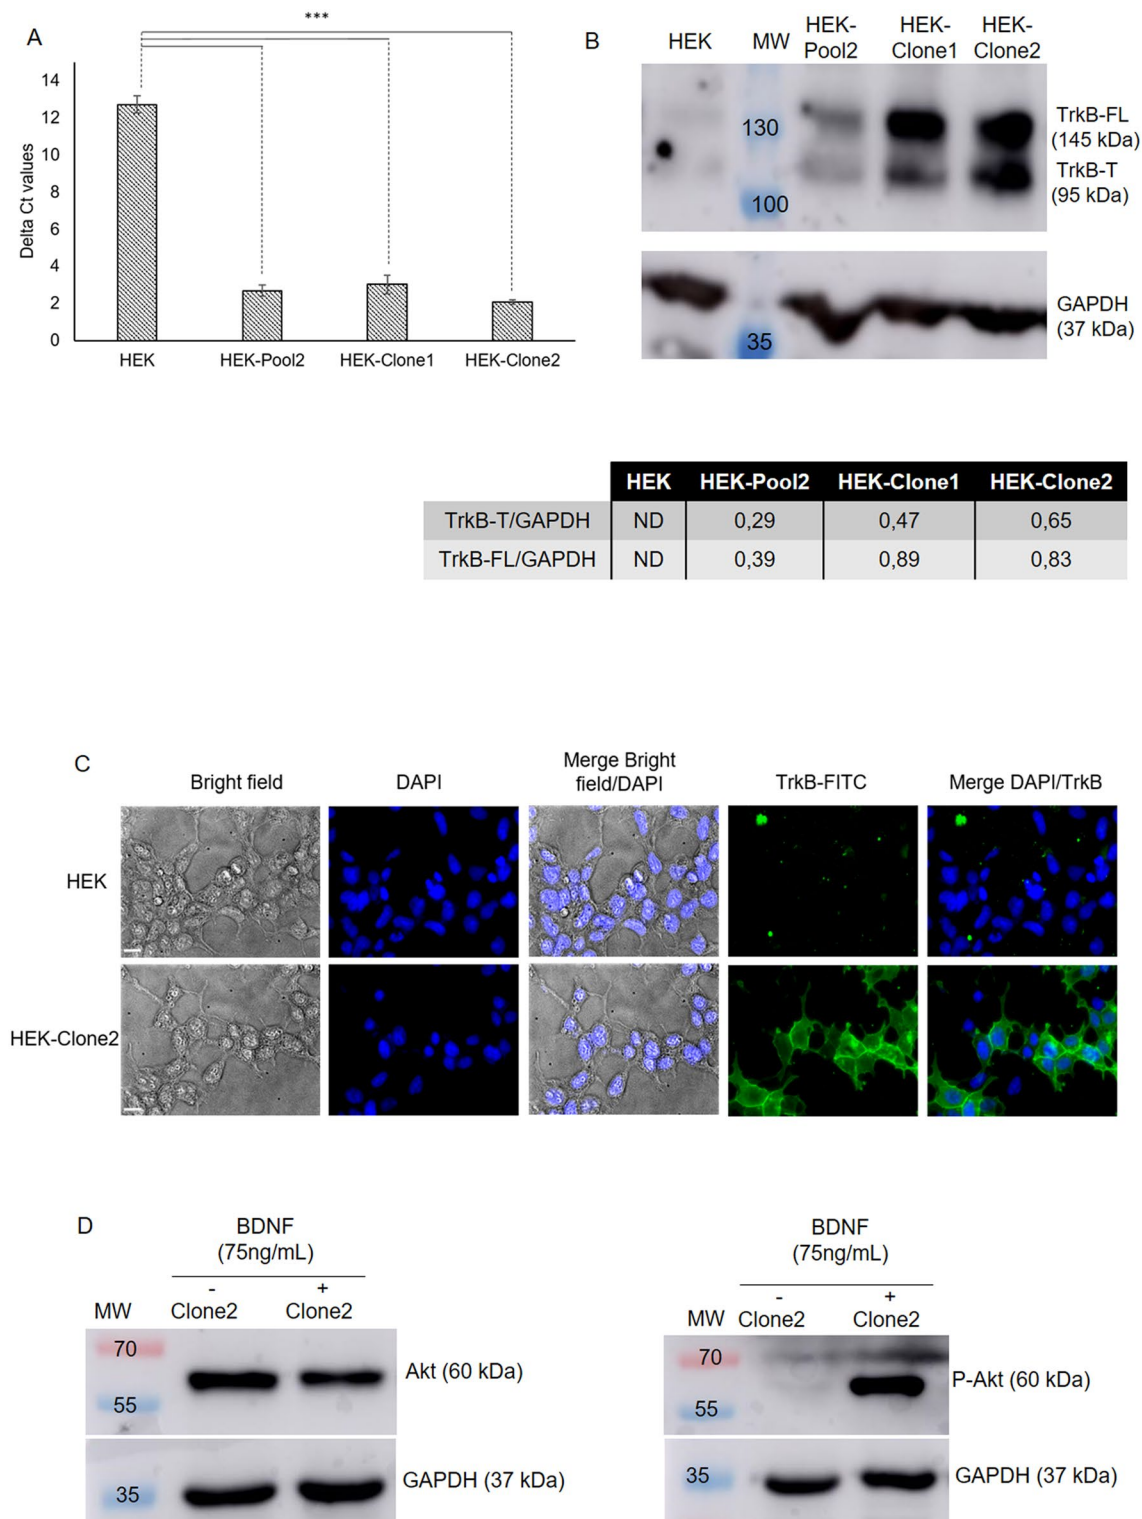 A
***
Delta Ct values
14
12
10
8
6
4
2
0
HEK
HEK-Pool2
HEK-Clone1
HEK-Clone2
B
HEK
MW
HEK-
Pool2
HEK-
Clone1
HEK-
Clone2
130
100
TrkB-FL
(145 kDa)
TrkB-T
(95 kDa)
35
GAPDH
(37 kDa)
HEK HEK-Pool2 HEK-Clone1 HEK-Clone2
TrkB-T/GAPDH ND 0,29 0,47 0,65
TrkB-FL/GAPDH ND 0,39 0,89 0,83
C
Bright field
DAPI
Merge Bright
field/DAPI
TrkB-FITC
Merge DAPI/TrkB
HEK
HEK-Clone2
D
BDNF
(75ng/mL)
- +
MW Clone2 Clone2
70
55
Akt (60 kDa)
35
GAPDH (37 kDa)
BDNF
(75ng/mL)
- +
MW Clone2 Clone2
70
55
P-Akt (60 kDa)
35
GAPDH (37 kDa)